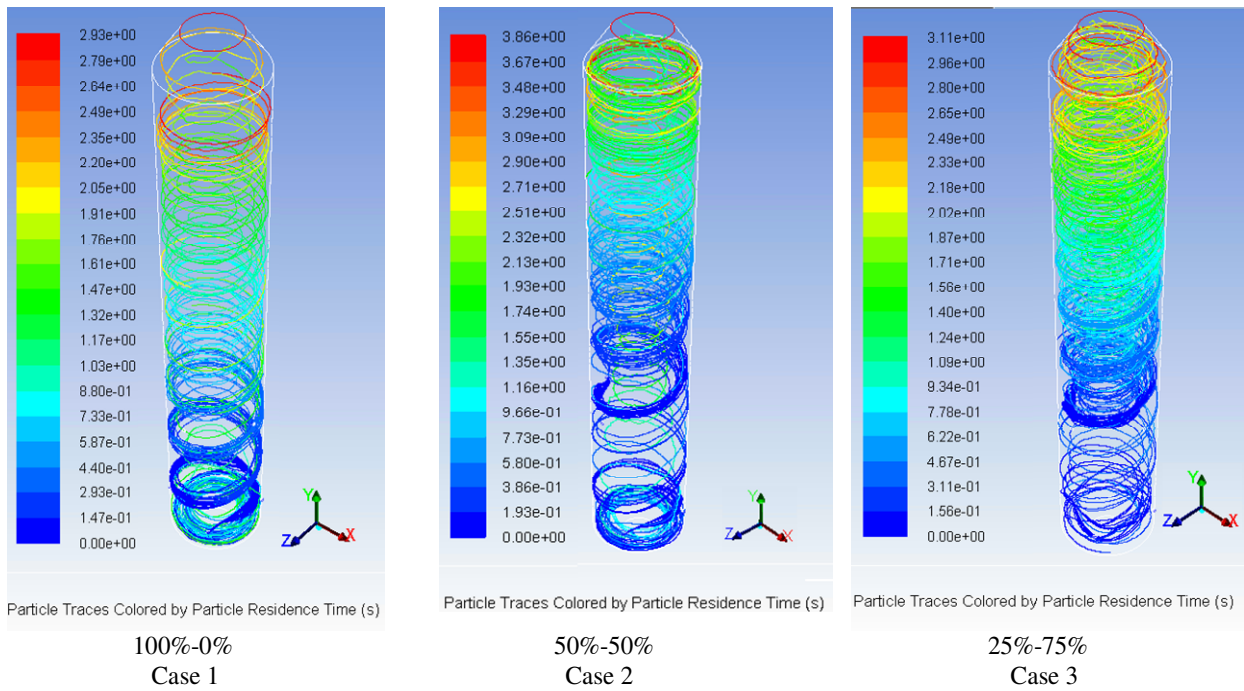 2.93e+00
2.79e+00
2.64e+00
2.49e+00
2.35e+00
2.20e+00
2.05e+00
1.91e+00
1.76e+00
1.61e+00
1.47e+00
1.32e+00
1.17e+00
1.03e+00
8.80e-01
7.33e-01
5.87e-01
4.40e-01
2.93e-01
1.47e-01
0.00e+00
Y
Z
X
Particle Traces Colored by Particle Residence Time (s)
100%-0%
Case 1
3.86e+00
3.67e+00
3.48e+00
3.29e+00
3.09e+00
2.90e+00
2.71e+00
2.51e+00
2.32e+00
2.13e+00
1.93e+00
1.74e+00
1.55e+00
1.35e+00
1.16e+00
9.66e-01
7.73e-01
5.80e-01
3.86e-01
1.93e-01
0.00e+00
Y
Z
X
Particle Traces Colored by Particle Residence Time (s)
50%-50%
Case 2
3.11e+00
2.96e+00
2.80e+00
2.65e+00
2.49e+00
2.33e+00
2.18e+00
2.02e+00
1.87e+00
1.71e+00
1.56e+00
1.40e+00
1.24e+00
1.09e+00
9.34e-01
7.78e-01
6.22e-01
4.67e-01
3.11e-01
1.56e-01
0.00e+00
Y
Z
X
Particle Traces Colored by Particle Residence Time (s)
25%-75%
Case 3